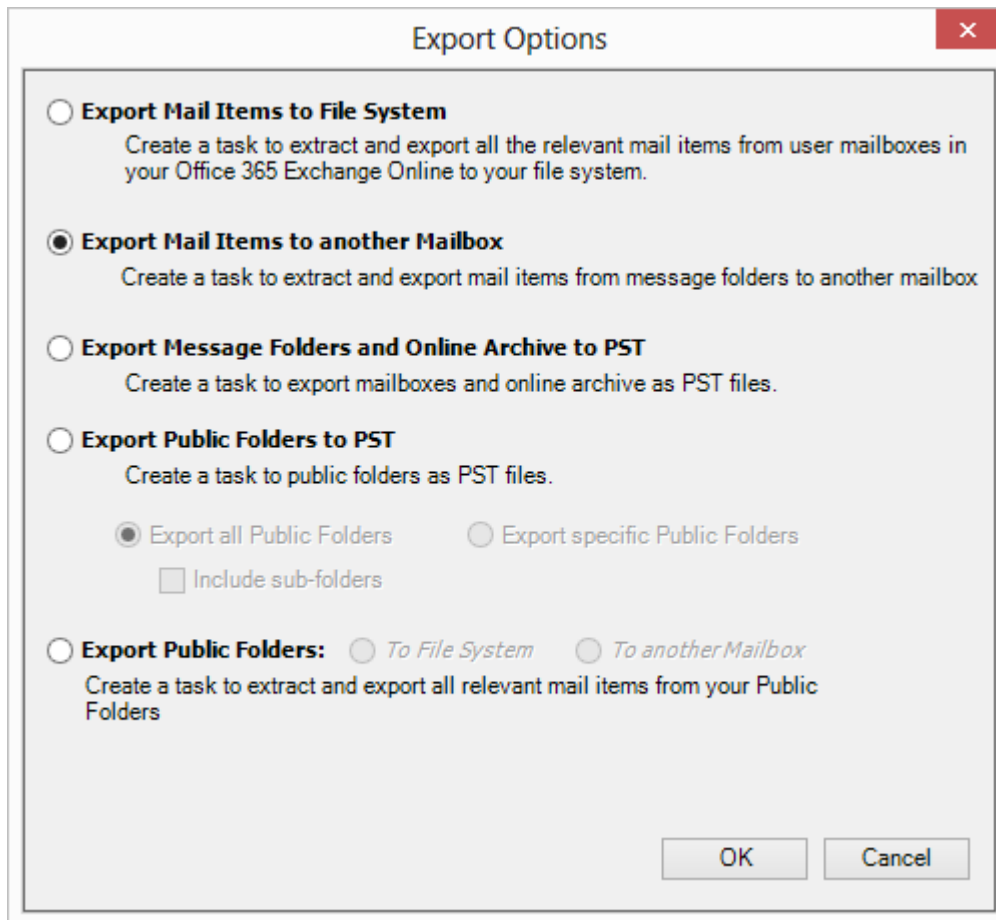 Export Options
Export Mail Items to File System
Create a task to extract and export all the relevant mail items from user mailboxes in
your Office 365 Exchange Online to your file system.
Export Mail Items to another Mailbox
Create a task to extract and export mail items from message folders to another mailbox
Export Message Folders and Online Archive to PST
Create a task to export mailboxes and online archive as PST files.
Export Public Folders to PST
Create a task to public folders as PST files.
Export all Public Folders Export specific Public Folders
Include sub-folders
Export Public Folders: To File System To another Mailbox
Create a task to extract and export all relevant mail items from your Public
Folders
OK Cancel